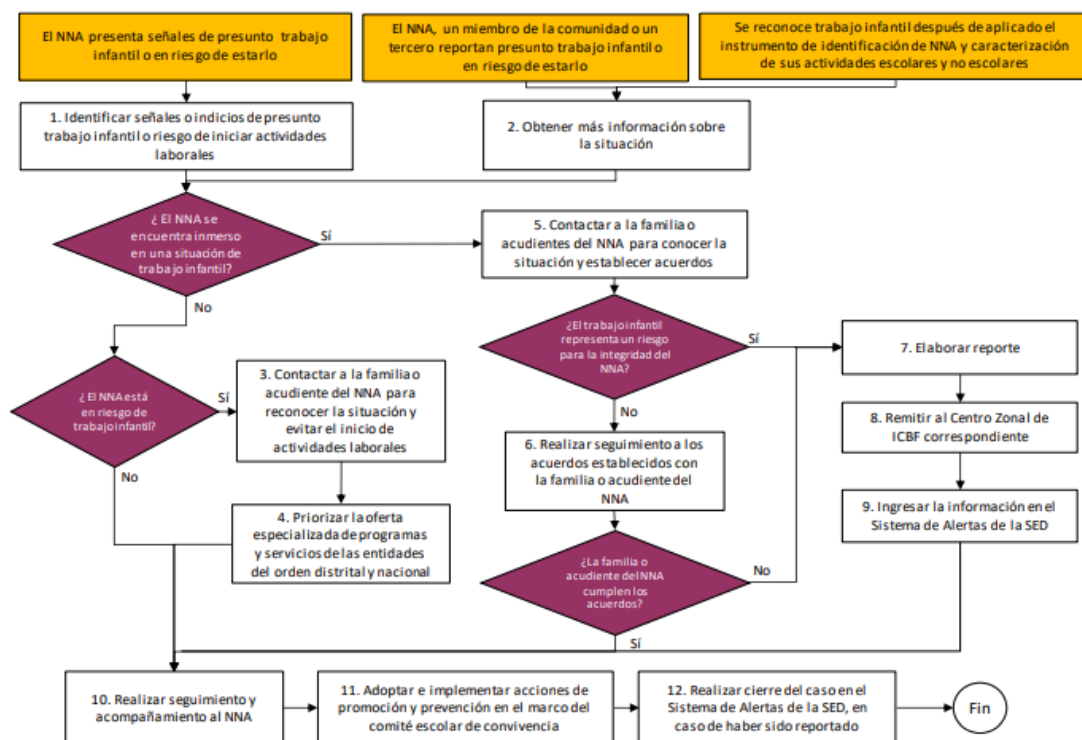 El NNA presenta señales de presunto trabajo
infantil o en riesgo de estarlo
El NNA, un miembro de la comunidad o un
tercero reportan presunto trabajo infantil o
en riesgo de estarlo
Se reconoce trabajo infantil después de aplicado el
instrumento de identificación de NNA y caracterización
de sus actividades escolares y no escolares
1. Identificar señales o indicios de presunto
trabajo infantil o riesgo de iniciar actividades
laborales
2. Obtener más información sobre
la situación
¿ El NNA se
encuentra inmerso
en una situación de
trabajo infantil?
Sí
No
5. Contactar a la familia o
acudientes del NNA para conocer la
situación y establecer acuerdos
¿El trabajo infantil
representa un riesgo
para la integridad del
NNA?
Sí
No
7. Elaborar reporte
¿ El NNA está
en riesgo de
trabajo infantil?
Sí
No
3. Contactar a la familia o
acudiente del NNA para
reconocer la situación y
evitar el inicio de
actividades laborales
8. Remitir al Centro Zonal de
ICBF correspondiente
6. Realizar seguimiento a los
acuerdos establecidos con
la familia o acudiente del
NNA
9. Ingresar la información en el
Sistema de Alertas de la SED
4. Priorizar la oferta
especializada de programas
y servicios de las entidades
del orden distrital y nacional
¿La familia o
acudiente del NNA
cumplen los
acuerdos?
No
Sí
10. Realizar seguimiento y
acompañamiento al NNA
11. Adoptar e implementar acciones de
promoción y prevención en el marco del
comité escolar de convivencia
12. Realizar cierre del caso en el
Sistema de Alertas de la SED, en
caso de haber sido reportado
Fin